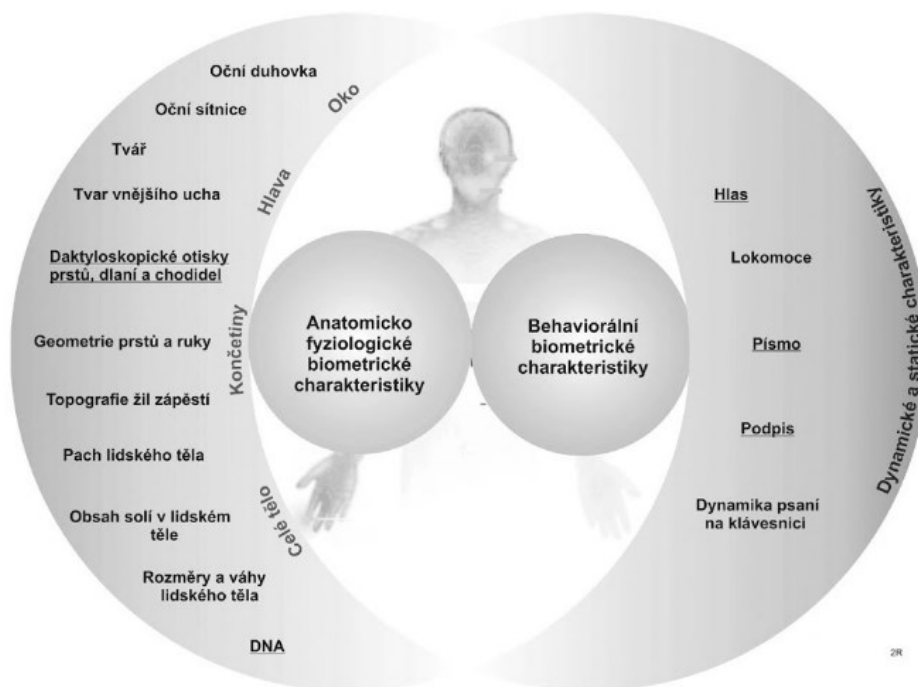 Oční duhovka
Oční sítnice
Tvář
Tvar vnějšího ucha
Daktyloskopické otisky
prstů, dlaní a chodidel
Geometrie prstů a ruky
Topografie žil zápěstí
Pach lidského těla
Obsah solí v lidském
těle
Rozměry a váhy
lidského těla
DNA
Oko
Hlava
Končetiny
Celé tělo
Anatomicko
fyziologické
biometrické
charakteristiky
Behaviorální
biometrické
charakteristiky
Hlas
Lokomoce
Písmo
Podpis
Dynamika psaní
na klávesnici
Dynamické a statické charakteristiky
2R